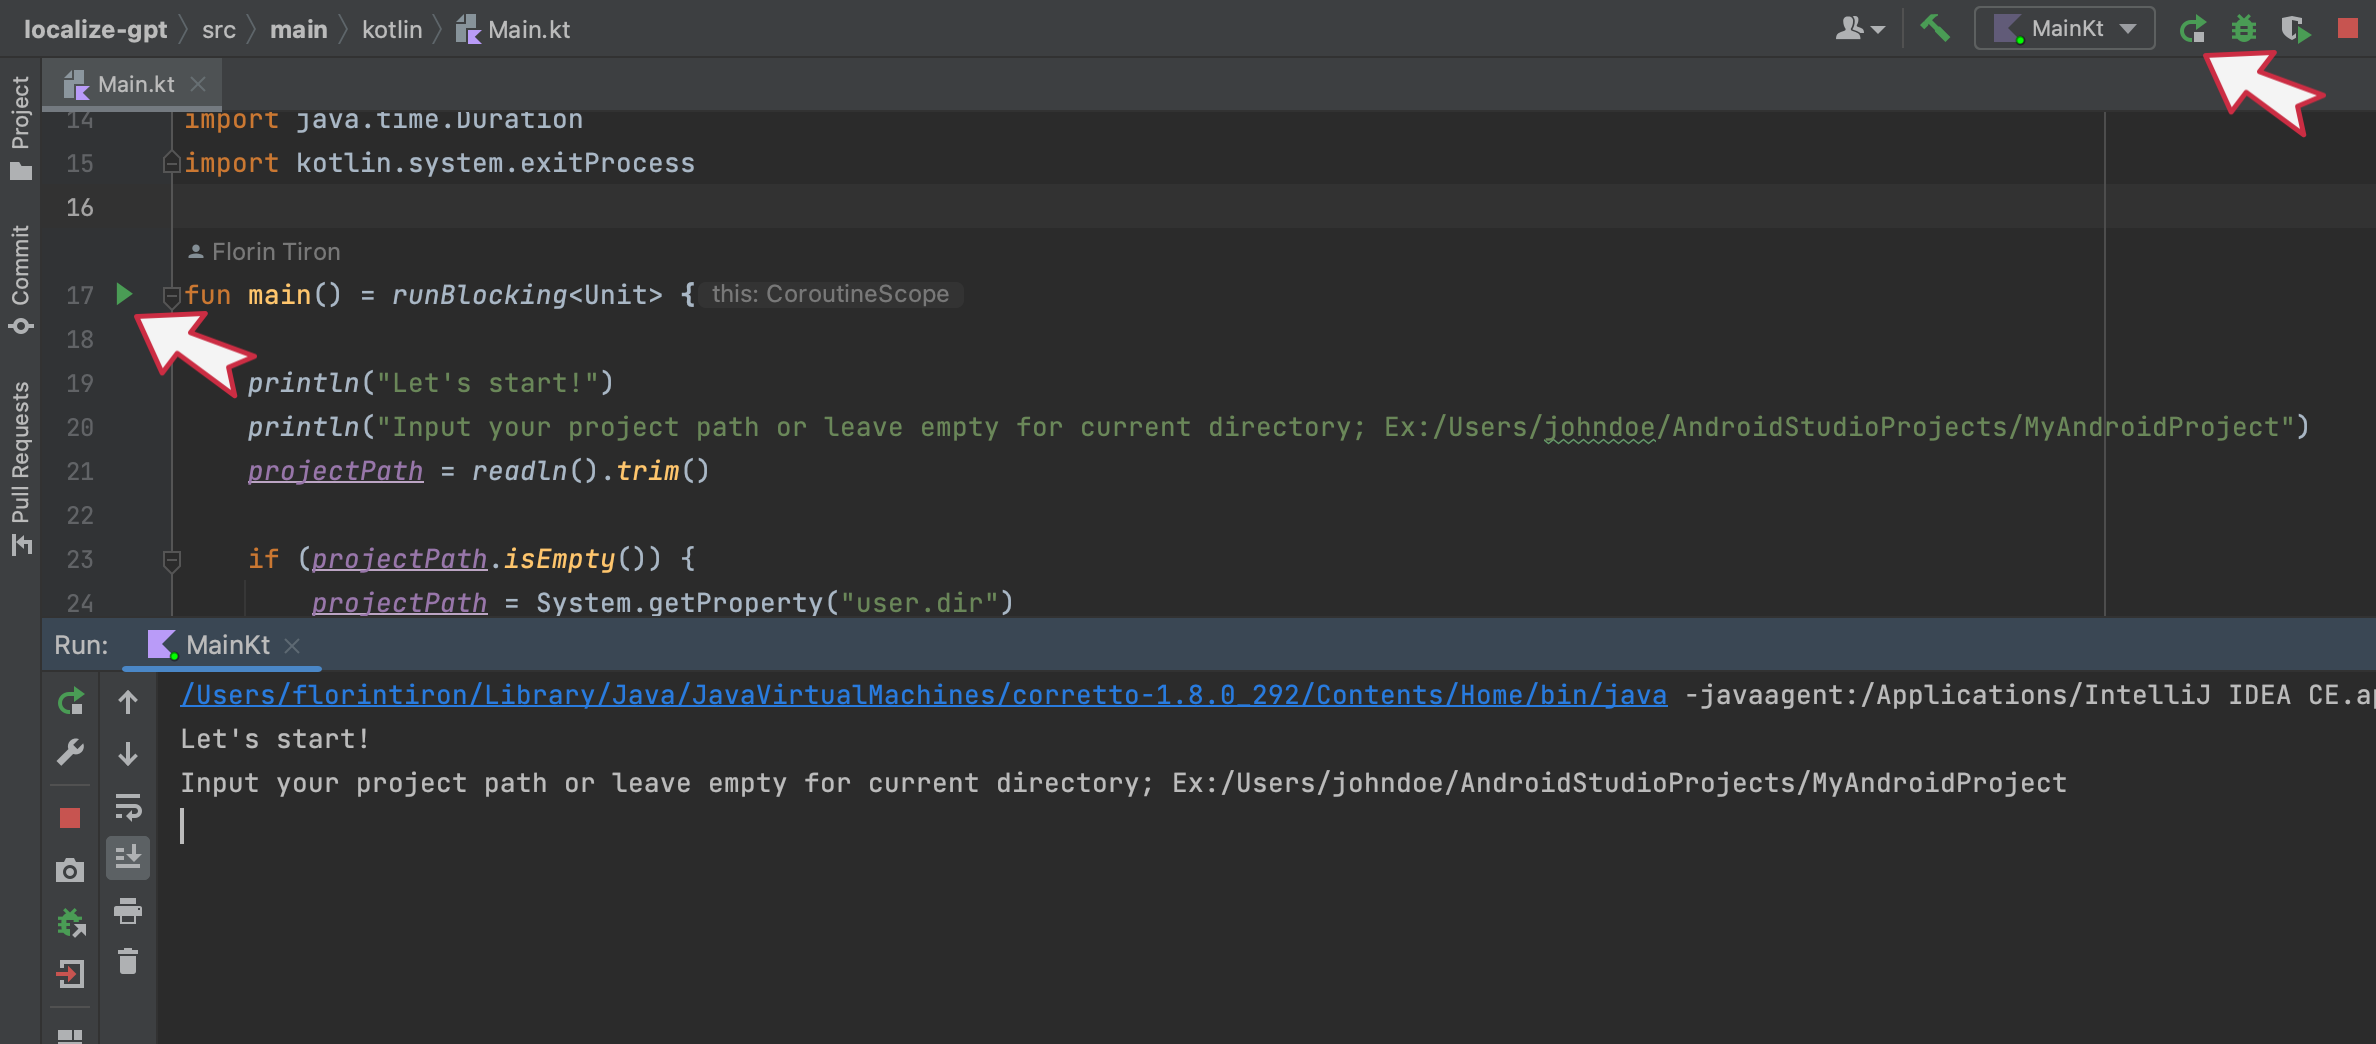 localize-gpt src main kotlin Main.kt
MainKt
Main.kt
Project
Commit
Pull Requests
14 import java.time.Duration
15 import kotlin.system.exitProcess
16
Florin Tiron
17 fun main() = runBlocking<Unit> { this: CoroutineScope
18
19 println("Let's start!")
20 println("Input your project path or leave empty for current directory; Ex:/Users/johndoe/AndroidStudioProjects/MyAndroidProject")
21 projectPath = readln().trim()
22
23 if (projectPath.isEmpty()) {
24 projectPath = System.getProperty("user.dir")
Run: MainKt
/Users/florintiron/Library/Java/JavaVirtualMachines/corretto-1.8.0_292/Contents/Home/bin/java -javaagent:/Applications/IntelliJ IDEA CE.ap
Let's start!
Input your project path or leave empty for current directory; Ex:/Users/johndoe/AndroidStudioProjects/MyAndroidProject